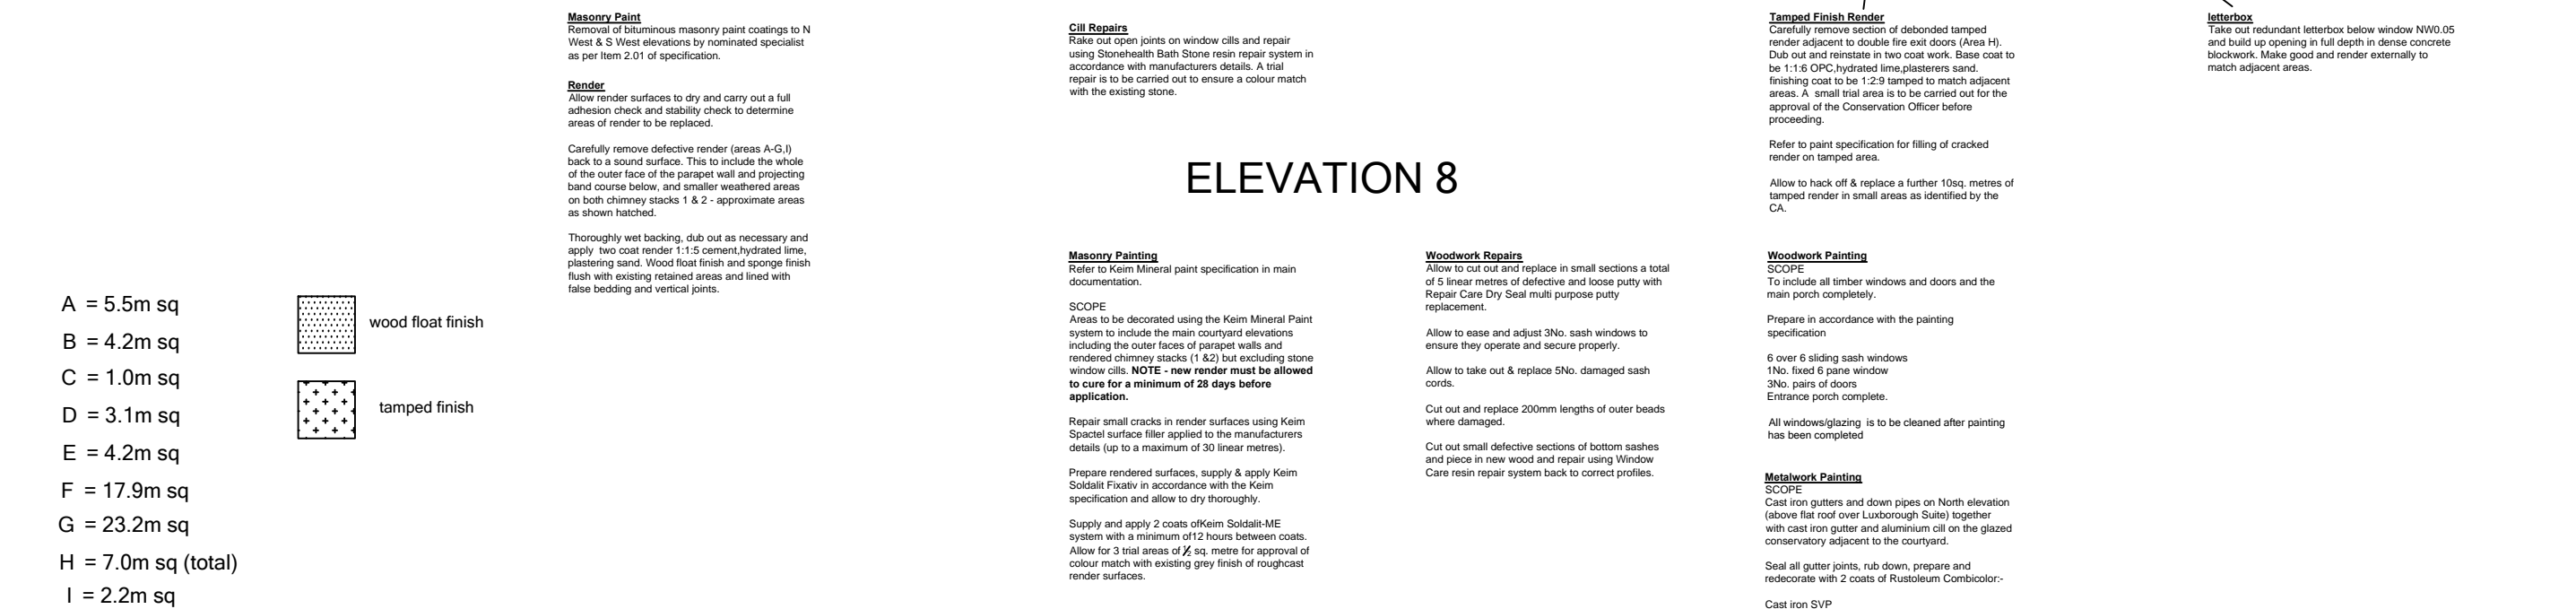 Masonry Paint
Removal of bituminous masonry paint coatings to N
West & S West elevations by nominated specialist
as per Item 2.01 of specification.
Render
Allow render surfaces to dry and carry out a full
adhesion check and stability check to determine
areas of render to be replaced.
Carefully remove defective render (areas A-G,I)
back to a sound surface. This to include the whole
of the outer face of the parapet wall and projecting
band course below, and smaller weathered areas
on both chimney stacks 1 & 2 - approximate areas
as shown hatched.
Thoroughly wet backing, dub out as necessary and
apply two coat render 1:1:5 cement,hydrated lime,
plastering sand. Wood float finish and sponge finish
flush with existing retained areas and lined with
false bedding and vertical joints.
A = 5.5m sq
B = 4.2m sq
C = 1.0m sq
D = 3.1m sq
E = 4.2m sq
F = 17.9m sq
G = 23.2m sq
H = 7.0m sq (total)
I = 2.2m sq
wood float finish
tamped finish
Cill Repairs
Rake out open joints on window cills and repair
using Stonehealth Bath Stone resin repair system in
accordance with manufacturers details. A trial
repair is to be carried out to ensure a colour match
with the existing stone.
ELEVATION 8
Masonry Painting
Refer to Keim Mineral paint specification in main
documentation.
SCOPE
Areas to be decorated using the Keim Mineral Paint
system to include the main courtyard elevations
including the outer faces of parapet walls and
rendered chimney stacks (1 &2) but excluding stone
window cills. NOTE - new render must be allowed
to cure for a minimum of 28 days before
application.
Repair small cracks in render surfaces using Keim
Spactel surface filler applied to the manufacturers
details (up to a maximum of 30 linear metres).
Prepare rendered surfaces, supply & apply Keim
Soldalit Fixativ in accordance with the Keim
specification and allow to dry thoroughly.
Supply and apply 2 coats ofKeim Soldalit-ME
system with a minimum of12 hours between coats.
Allow for 3 trial areas of ½ sq. metre for approval of
colour match with existing grey finish of roughcast
render surfaces.
Woodwork Repairs
Allow to cut out and replace in small sections a total
of 5 linear metres of defective and loose putty with
Repair Care Dry Seal multi purpose putty
replacement.
Allow to ease and adjust 3No. sash windows to
ensure they operate and secure properly.
Allow to take out & replace 5No. damaged sash
cords.
Cut out and replace 200mm lengths of outer beads
where damaged.
Cut out small defective sections of bottom sashes
and piece in new wood and repair using Window
Care resin repair system back to correct profiles.
Tamped Finish Render
Carefully remove section of debonded tamped
render adjacent to double fire exit doors (Area H).
Dub out and reinstate in two coat work. Base coat to
be 1:1:6 OPC,hydrated lime,plasterers sand.
finishing coat to be 1:2:9 tamped to match adjacent
areas. A small trial area is to be carried out for the
approval of the Conservation Officer before
proceeding.
Refer to paint specification for filling of cracked
render on tamped area.
Allow to hack off & replace a further 10sq. metres of
tamped render in small areas as identified by the
CA.
Woodwork Painting
SCOPE
To include all timber windows and doors and the
main porch completely.
Prepare in accordance with the painting
specification
6 over 6 sliding sash windows
1No. fixed 6 pane window
3No. pairs of doors
Entrance porch complete.
All windows/glazing is to be cleaned after painting
has been completed
Metalwork Painting
SCOPE
Cast iron gutters and down pipes on North elevation
(above flat roof over Luxborough Suite) together
with cast iron gutter and aluminium cill on the glazed
conservatory adjacent to the courtyard.
Seal all gutter joints, rub down, prepare and
redecorate with 2 coats of Rustoleum Combicolor:-
Cast iron SVP
letterbox
Take out redundant letterbox below window NW0.05
and build up opening in full depth in dense concrete
blockwork. Make good and render externally to
match adjacent areas.